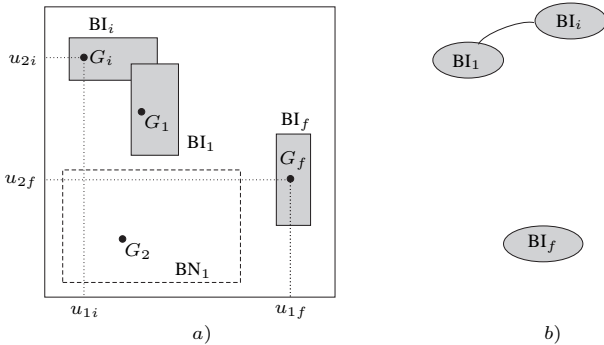 BI_i
BI_i
u_{2i}
G_i
BI_1
G_1
BI_f
BI_1
G_f
u_{2f}
G_2
BI_f
BN_1
u_{1i}
u_{1f}
a)
b)